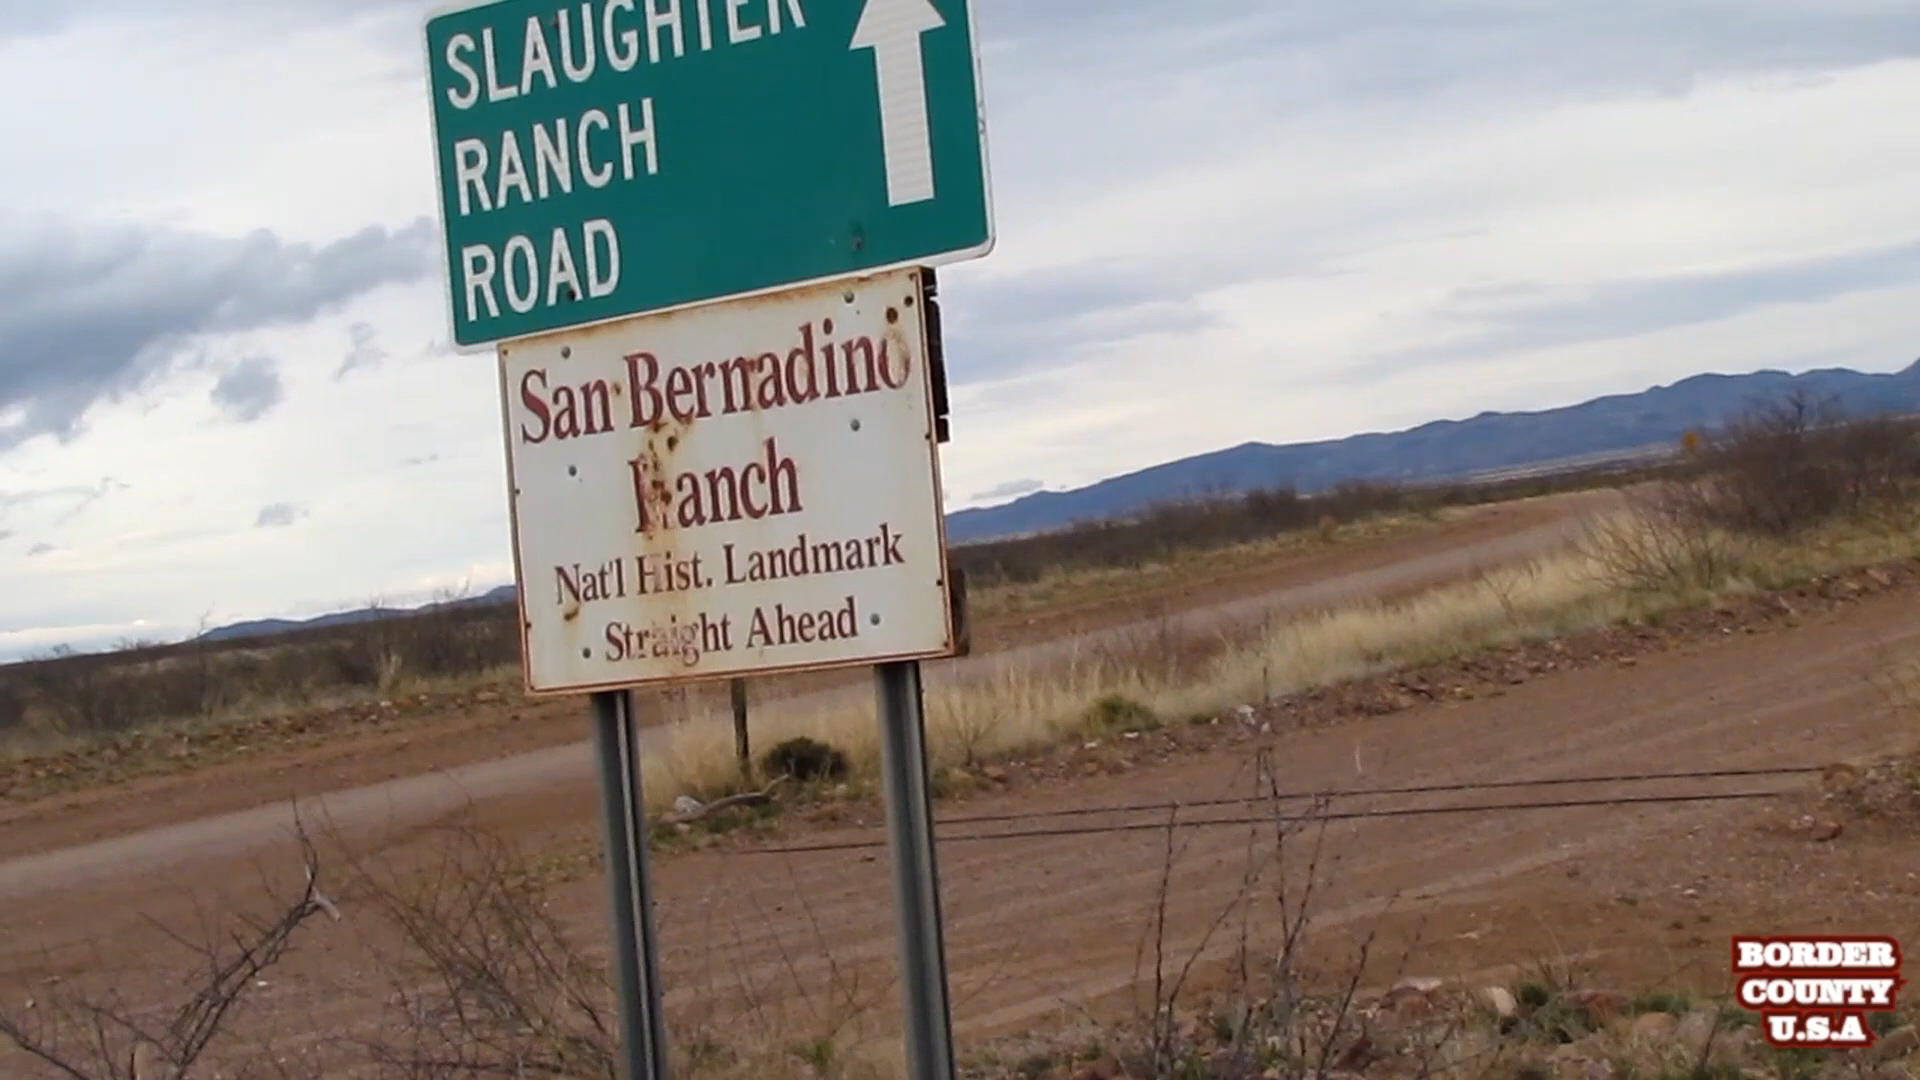 SLAUGHTER
RANCH
ROAD
San Bernadino
Ranch
Nat'l Hist. Landmark
Straight Ahead
BORDER
COUNTY
U.S.A